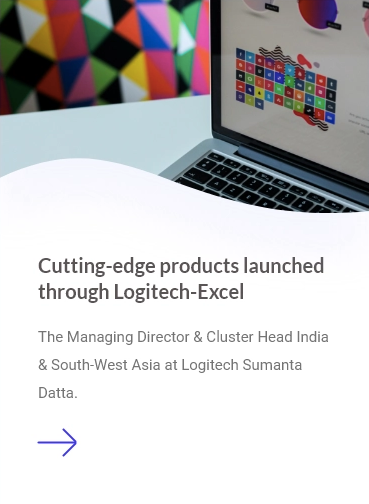 Cutting-edge products launched
through Logitech-Excel
The Managing Director & Cluster Head India
& South-West Asia at Logitech Sumanta
Datta.